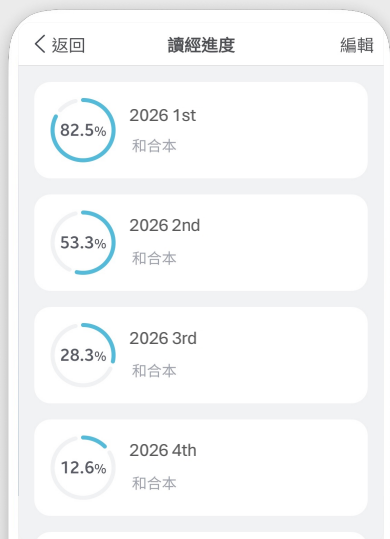 返回 讀經進度 編輯
82.5% 2026 1st
和合本
53.3% 2026 2nd
和合本
28.3% 2026 3rd
和合本
12.6% 2026 4th
和合本